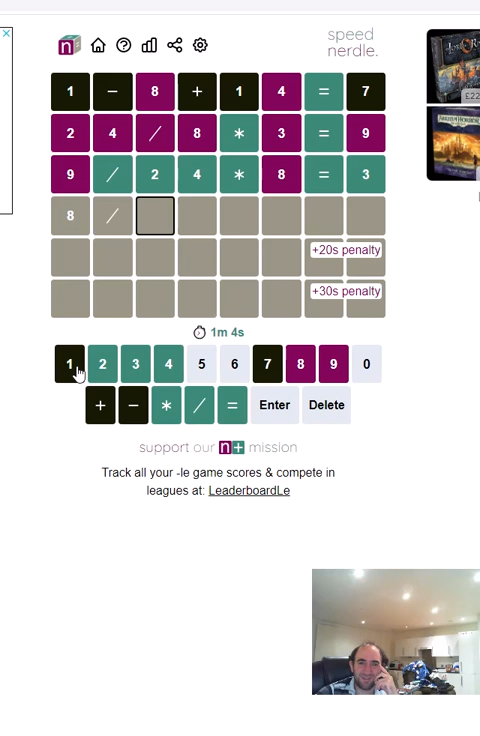 speed
n
nerdle.
1 − 8 + 1 4 = 7
2 4 / 8 * 3 = 9
9 / 2 4 * 8 = 3
8 /
+20s penalty
+30s penalty
1m 4s
1 2 3 4 5 6 7 8 9 0
+ − * / = Enter Delete
support our n+ mission
Track all your -le game scores & compete in
leagues at: LeaderboardLe
£22